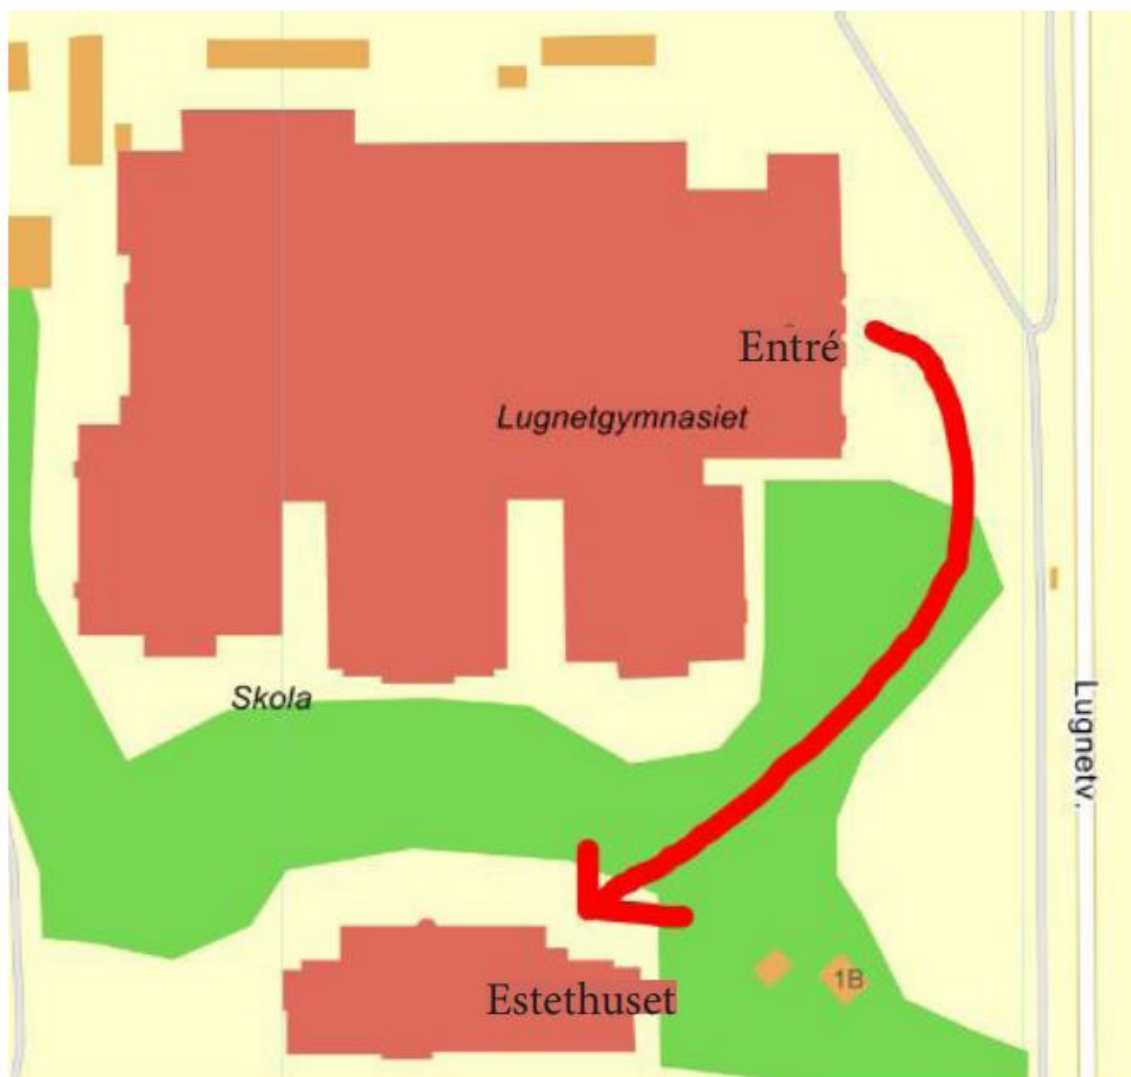 Entré
Lugnetgymnasiet
Skola
Lugnetv.
1B
Estethuset